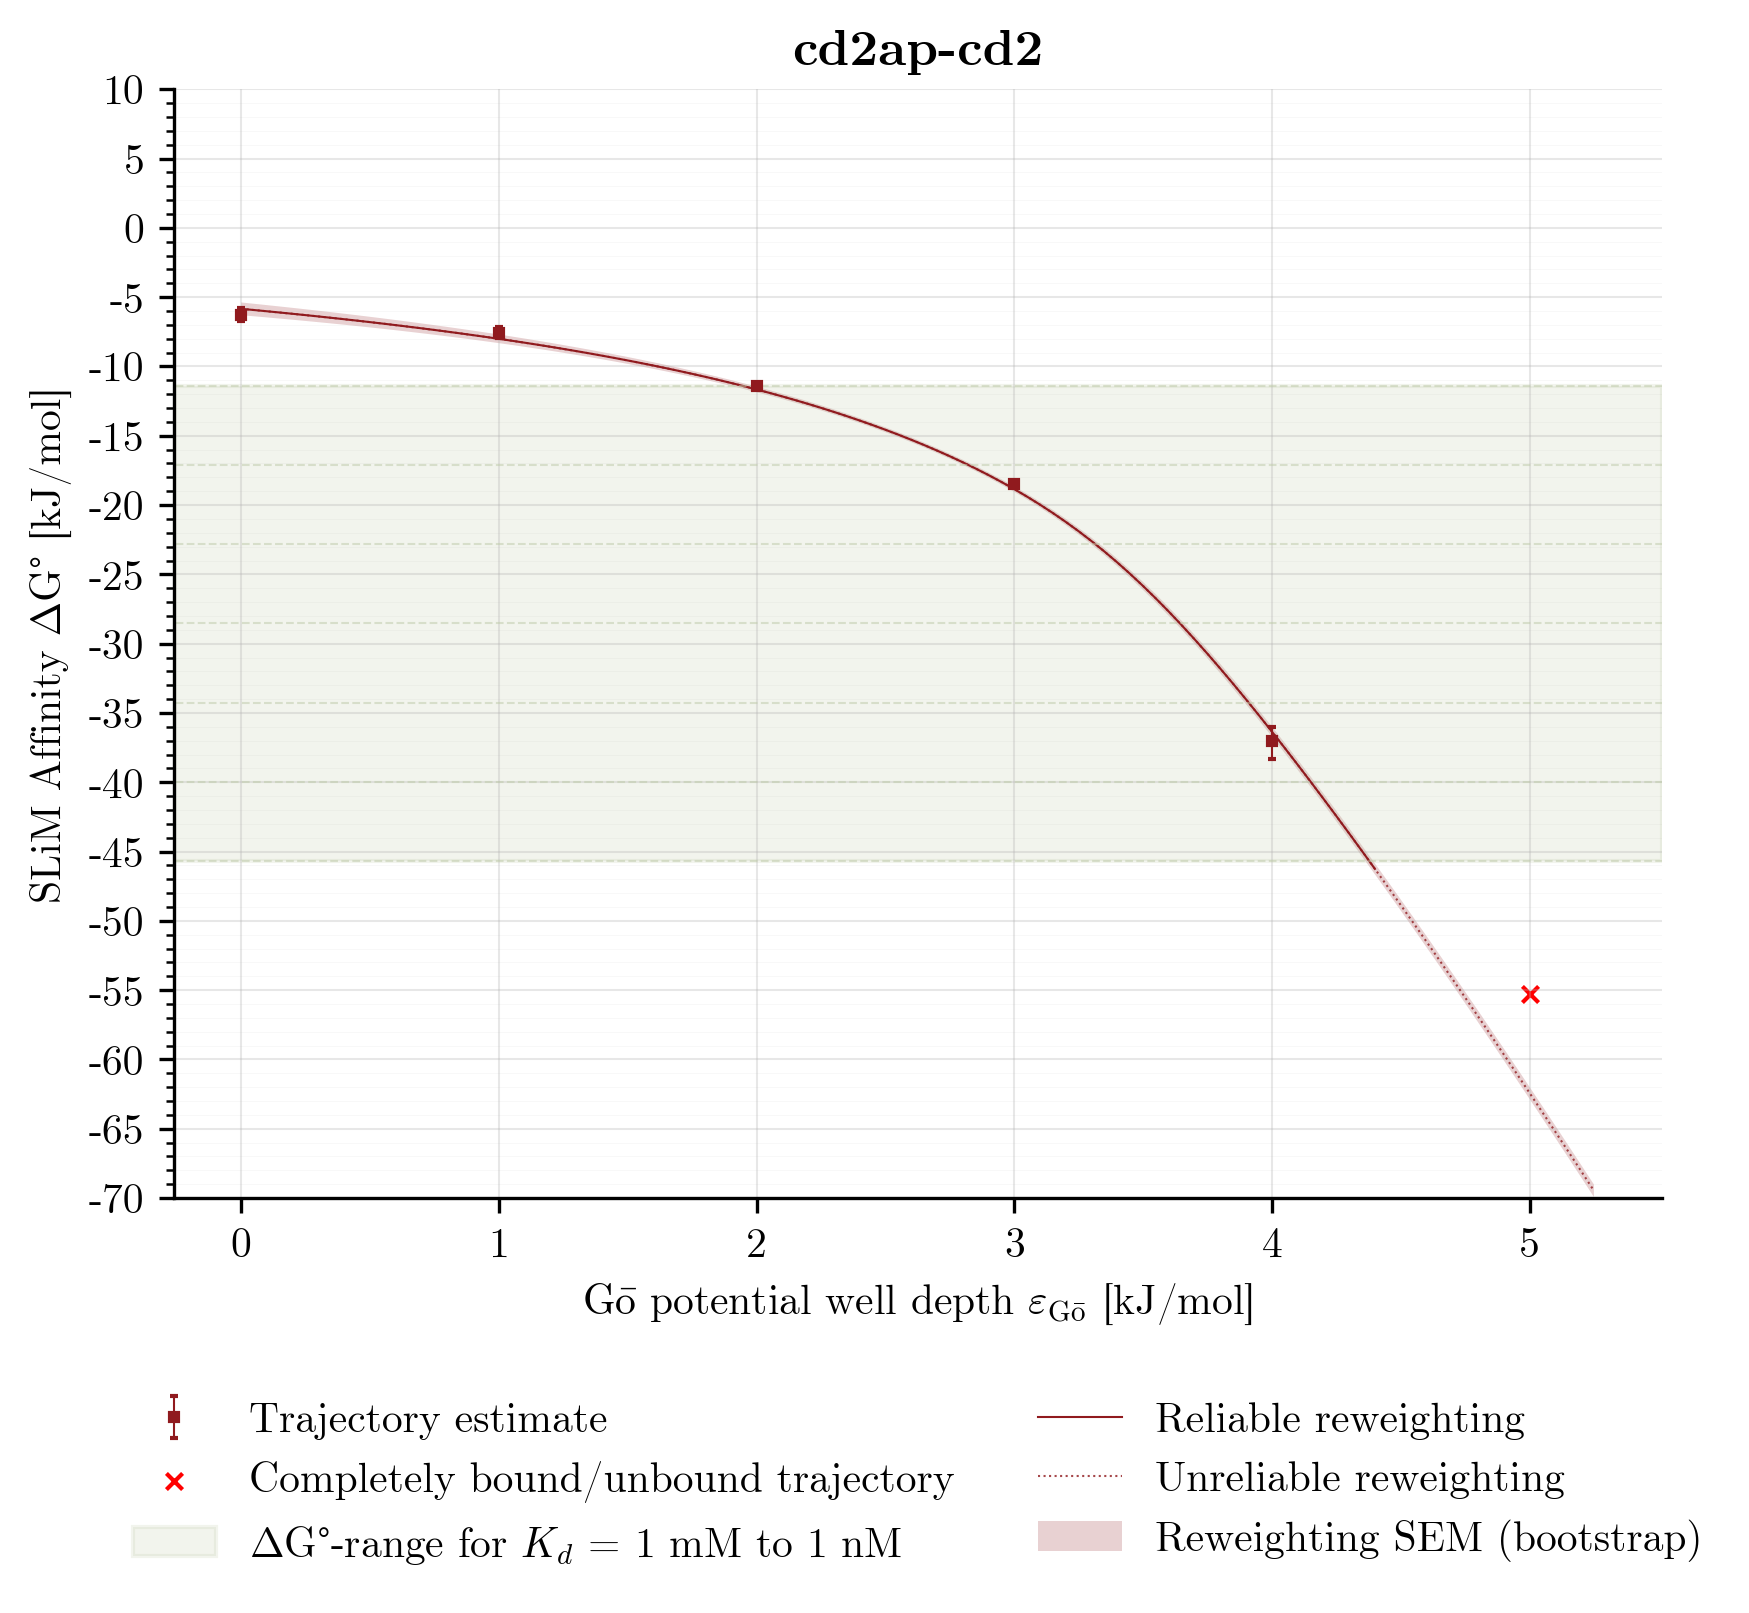 cd2ap-cd2
10
5
0
-5
-10
-15
-20
-25
-30
-35
-40
-45
-50
-55
-60
-65
-70
SLiM Affinity ΔG° [kJ/mol]
0 1 2 3 4 5
Gō potential well depth ε_Gō [kJ/mol]
Trajectory estimate
Completely bound/unbound trajectory
ΔG°-range for K_d = 1 mM to 1 nM
Reliable reweighting
Unreliable reweighting
Reweighting SEM (bootstrap)